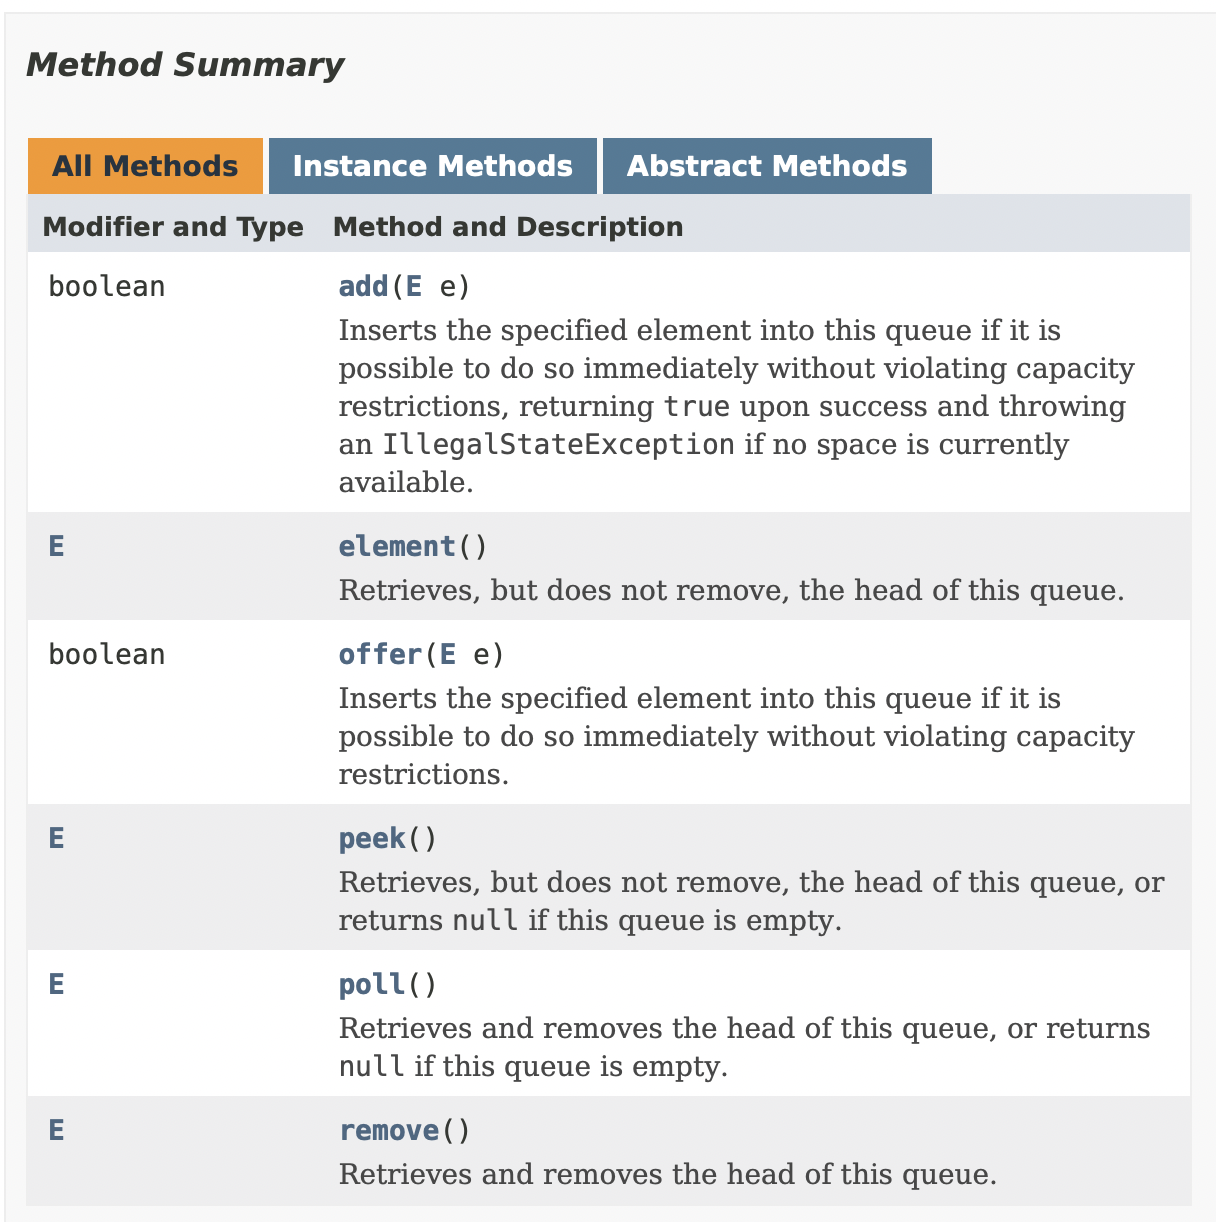 Method Summary
All Methods Instance Methods Abstract Methods
Modifier and Type Method and Description
boolean add(E e)
Inserts the specified element into this queue if it is
possible to do so immediately without violating capacity
restrictions, returning true upon success and throwing
an IllegalStateException if no space is currently
available.
E element()
Retrieves, but does not remove, the head of this queue.
boolean offer(E e)
Inserts the specified element into this queue if it is
possible to do so immediately without violating capacity
restrictions.
E peek()
Retrieves, but does not remove, the head of this queue, or
returns null if this queue is empty.
E poll()
Retrieves and removes the head of this queue, or returns
null if this queue is empty.
E remove()
Retrieves and removes the head of this queue.